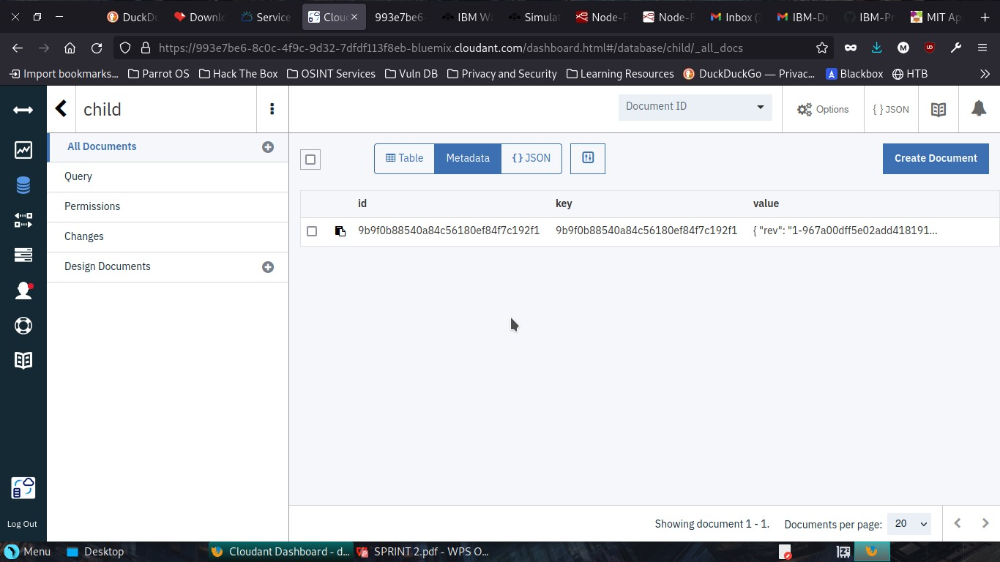 DuckDu
Downlo
Service
Clou
993e7be6
IBM Wa
Simulat
Node-R
Node-R
Inbox (
IBM-De
IBM-Pr
MIT Ap
https://993e7be6-8c0c-4f9c-9d32-7dfdf113f8eb-bluemix.cloudant.com/dashboard.html#/database/child/_all_docs
Import bookmarks...
Parrot OS
Hack The Box
OSINT Services
Vuln DB
Privacy and Security
Learning Resources
DuckDuckGo — Privac...
Blackbox
HTB
child
Document ID
Options
{ } JSON
All Documents
Query
Permissions
Changes
Design Documents
Table
Metadata
{ } JSON
Create Document
id key value
9b9f0b88540a84c56180ef84f7c192f1 9b9f0b88540a84c56180ef84f7c192f1 { "rev": "1-967a00dff5e02add418191...
Log Out
Showing document 1 - 1.
Documents per page: 20
Menu
Desktop
Cloudant Dashboard - d...
SPRINT 2.pdf - WPS O...